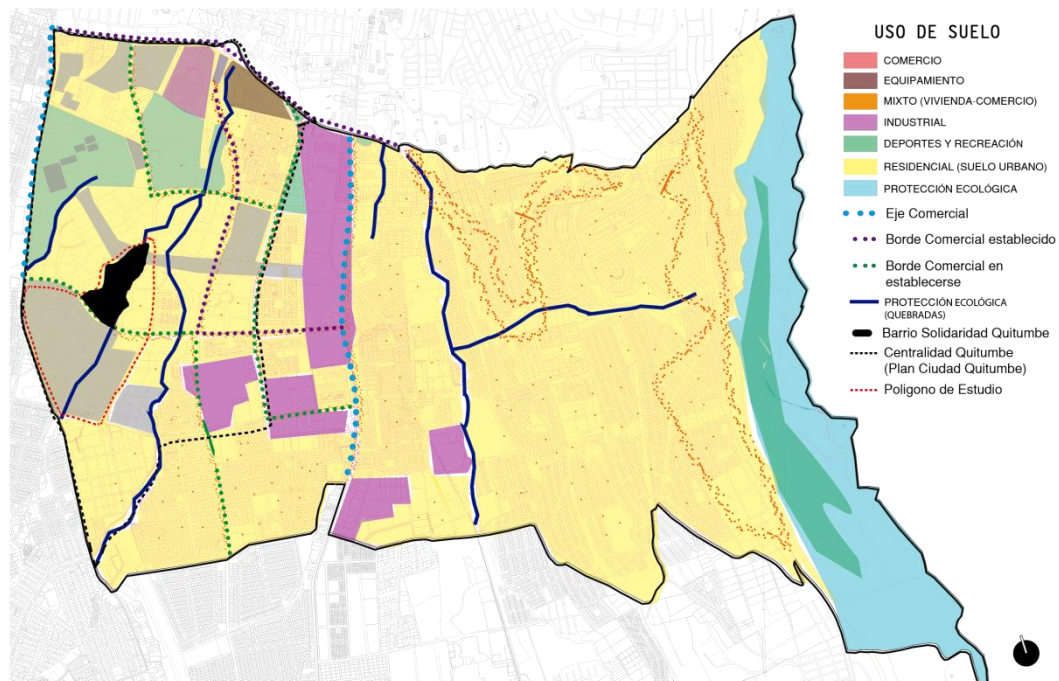 USO DE SUELO
COMERCIO
EQUIPAMIENTO
MIXTO (VIVIENDA-COMERCIO)
INDUSTRIAL
DEPORTES Y RECREACIÓN
RESIDENCIAL (SUELO URBANO)
PROTECCIÓN ECOLÓGICA
Eje Comercial
Borde Comercial establecido
Borde Comercial en
establecerse
PROTECCIÓN ECOLÓGICA
(QUEBRADAS)
Barrio Solidaridad Quitumbe
Centralidad Quitumbe
(Plan Ciudad Quitumbe)
Poligono de Estudio